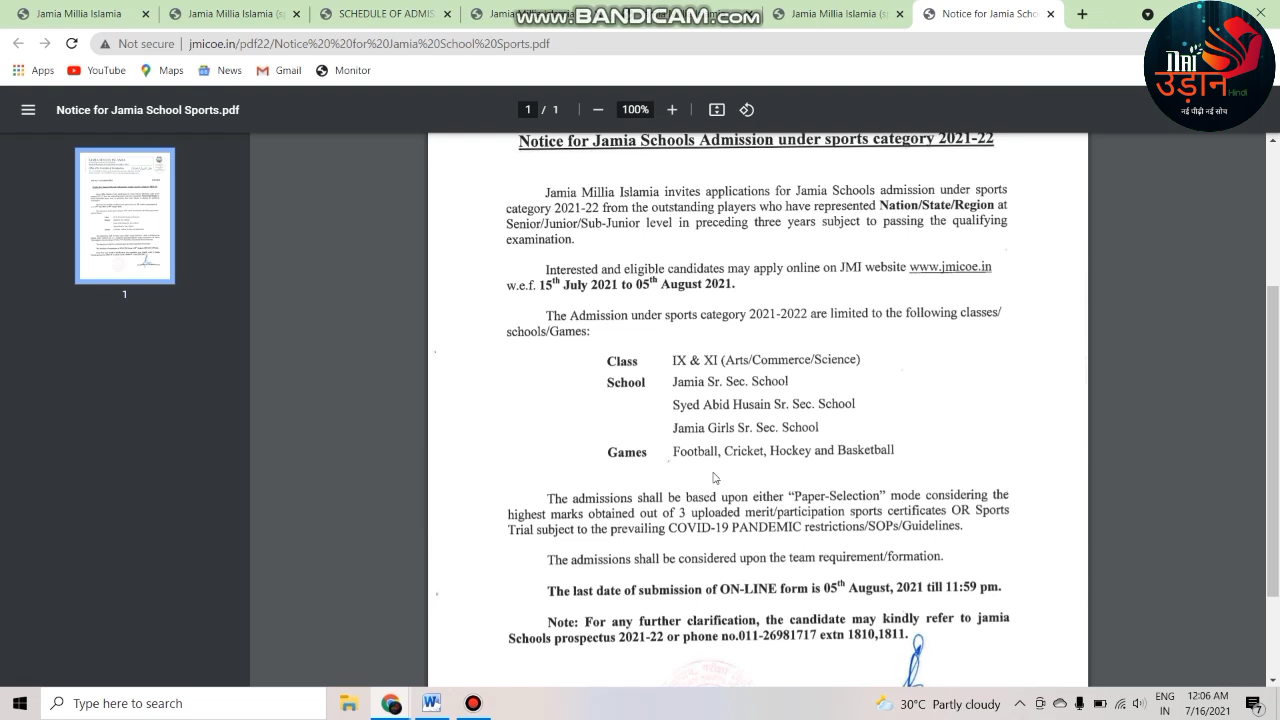 www.BANDICAM.com
SCHEDULE OF ADMIS
Jamia Millia Islamia (s
Notice for Jamia Scho
Not secure | jmicoe.in/pdf22/Notice%20for%20Jamia%20School%20Sports.pdf
Apps YouTube Maps News Gmail Monitor
Nai
उड़ान
Hindi
नई पीढ़ी नई सोच
Notice for Jamia School Sports.pdf
1 / 1
100%
1
Notice for Jamia Schools Admission under sports category 2021-22
Jamia Millia Islamia invites applications for Jamia Schools admission under sports
category 2021-22 from the outstanding players who have represented Nation/State/Region at
Senior/Junior/Sub-Junior level in preceding three years subject to passing the qualifying
examination.
Interested and eligible candidates may apply online on JMI website www.jmicoe.in
w.e.f. 15th July 2021 to 05th August 2021.
The Admission under sports category 2021-2022 are limited to the following classes/
schools/Games:
Class IX & XI (Arts/Commerce/Science)
School Jamia Sr. Sec. School
Syed Abid Husain Sr. Sec. School
Jamia Girls Sr. Sec. School
Games Football, Cricket, Hockey and Basketball
The admissions shall be based upon either “Paper-Selection” mode considering the
highest marks obtained out of 3 uploaded merit/participation sports certificates OR Sports
Trial subject to the prevailing COVID-19 PANDEMIC restrictions/SOPs/Guidelines.
The admissions shall be considered upon the team requirement/formation.
The last date of submission of ON-LINE form is 05th August, 2021 till 11:59 pm.
Note: For any further clarification, the candidate may kindly refer to jamia
Schools prospectus 2021-22 or phone no.011-26981717 extn 1810,1811.
Type here to search
30°C
ENG
IN
12:06 AM
7